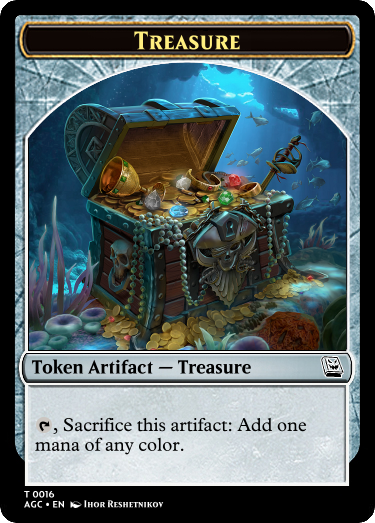 Treasure
Token Artifact — Treasure
, Sacrifice this artifact: Add one
mana of any color.
T 0016
AGC • EN Ihor Reshetnikov